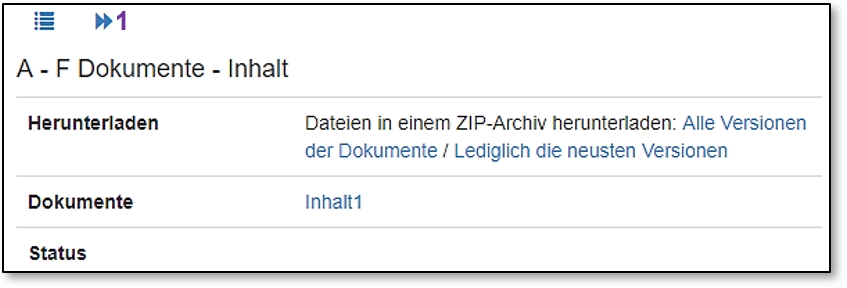 1
A - F Dokumente - Inhalt
Herunterladen Dateien in einem ZIP-Archiv herunterladen: Alle Versionen
der Dokumente / Lediglich die neusten Versionen
Dokumente Inhalt1
Status